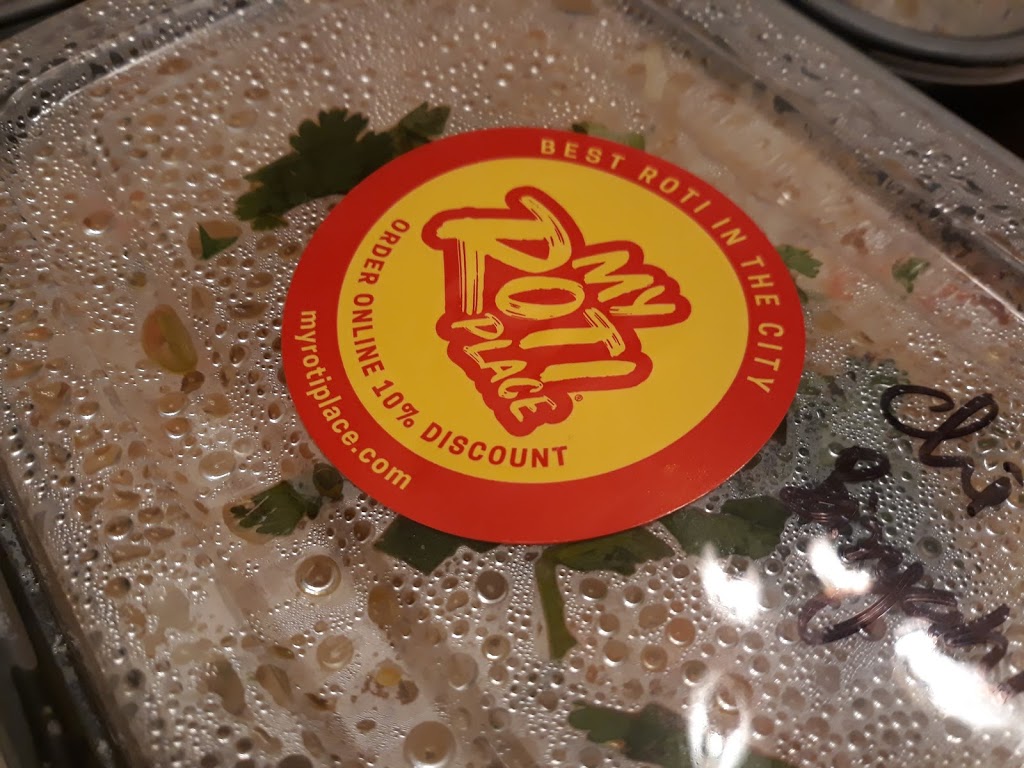 BEST ROTI IN THE CITY
MY
ROTI
PLACE®
ORDER ONLINE 10% DISCOUNT
myrotiplace.com